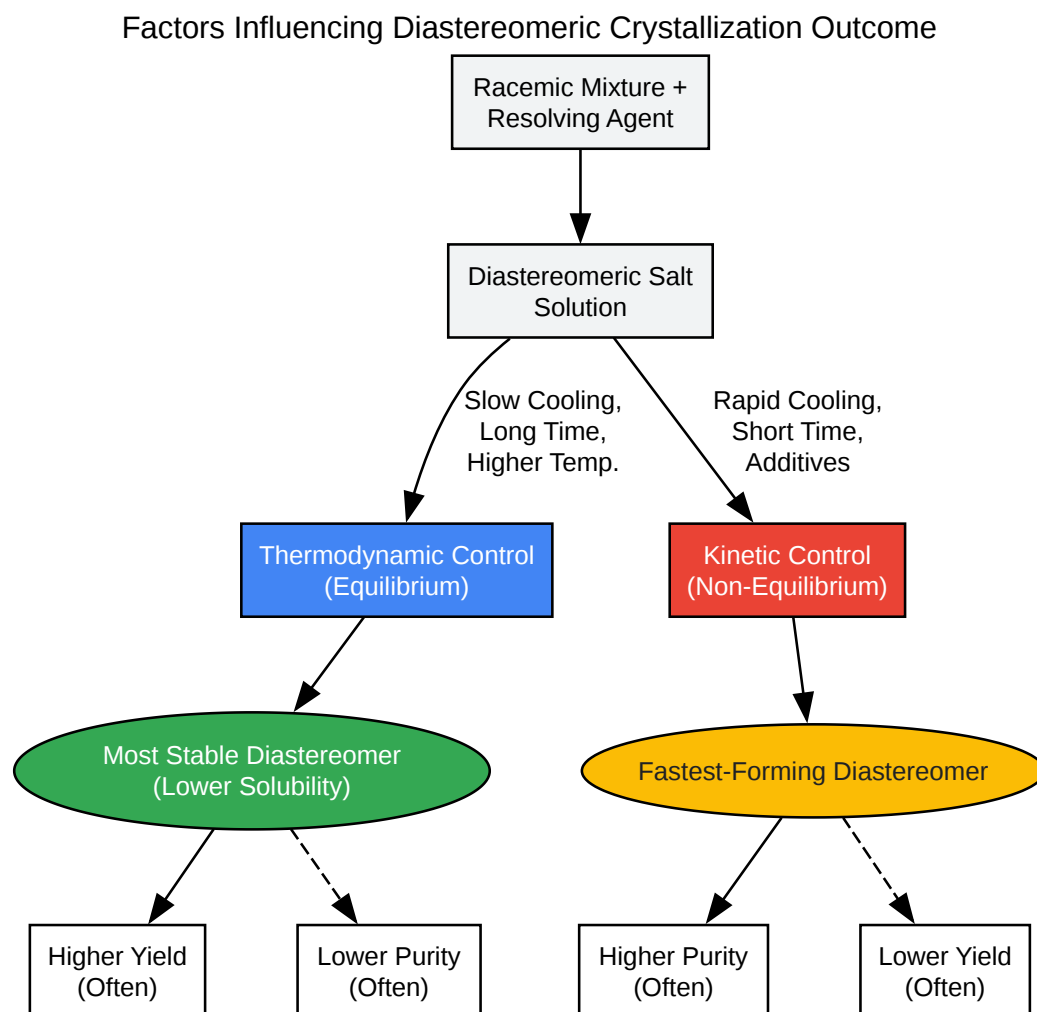 Factors Influencing Diastereomeric Crystallization Outcome
Racemic Mixture +
Resolving Agent
Diastereomeric Salt
Solution
Slow Cooling,
Long Time,
Higher Temp.
Rapid Cooling,
Short Time,
Additives
Thermodynamic Control
(Equilibrium)
Kinetic Control
(Non-Equilibrium)
Most Stable Diastereomer
(Lower Solubility)
Fastest-Forming Diastereomer
Higher Yield
(Often)
Lower Purity
(Often)
Higher Purity
(Often)
Lower Yield
(Often)